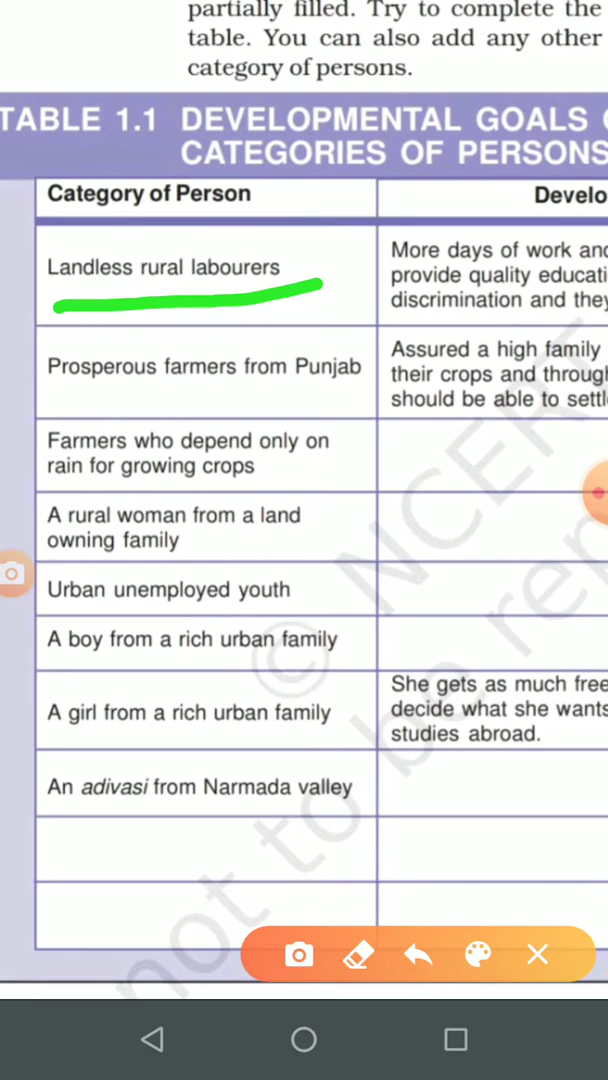 partially filled. Try to complete the
table. You can also add any other
category of persons.
TABLE 1.1 DEVELOPMENTAL GOALS
CATEGORIES OF PERSONS
Category of Person
Develo
Landless rural labourers
More days of work and
provide quality educati
discrimination and they
Prosperous farmers from Punjab
Assured a high family
their crops and through
should be able to settl
Farmers who depend only on
rain for growing crops
A rural woman from a land
owning family
Urban unemployed youth
A boy from a rich urban family
A girl from a rich urban family
She gets as much free
decide what she wants
studies abroad.
An adivasi from Narmada valley
© NCERT
not to be rep